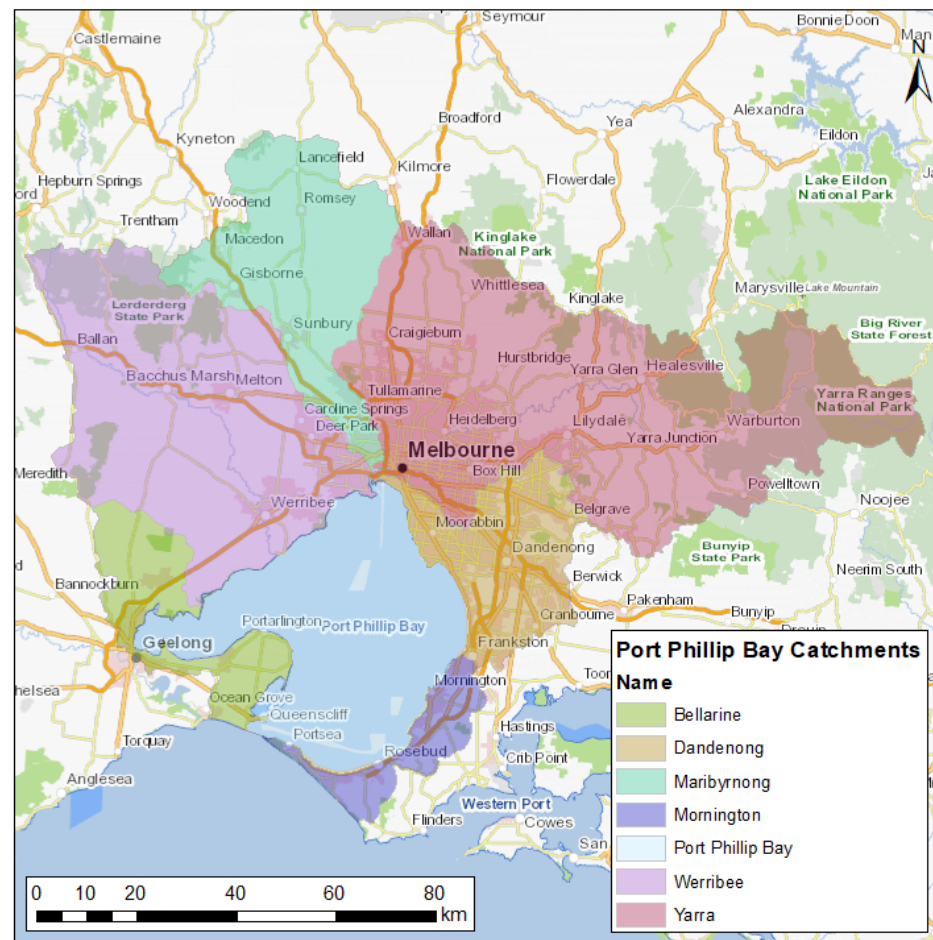 Seymour
Bonnie Doon
Castlemaine
Man
N
Alexandra
Broadford
Yea
Eildon
Kyneton
Lancefield
Kilmore
Hepburn Springs
Flowerdale
Lake Eildon
National Park
ord
Romsey
Trentham
Woodend
Wallan
Macedon
Kinglake
National Park
Gisborne
Whittlesea
Marysville
Lake Mountain
Kinglake
Lerderderg
State Park
Sunbury
Craigieburn
Big River
State Forest
Ballan
Hurstbridge
Yarra Glen
Healesville
Bacchus Marsh
Melton
Tullamarine
Yarra Ranges
National Park
Caroline Springs
Heidelberg
Lilydale
Warburton
Deer Park
Yarra Junction
Melbourne
Box Hill
Meredith
Powelltown
Werribee
Noojee
Moorabbin
Belgrave
Dandenong
Bunyip
State Park
Bannockburn
Berwick
Neerim South
Pakenham
Cranbourne
Bunyip
Portarlington
Port Phillip Bay
Geelong
Frankston
Port Phillip Bay Catchments
Name
Bellarine
Dandenong
Maribyrnong
Mornington
Port Phillip Bay
Werribee
Yarra
helsea
Mornington
Toor
Ocean Grove
Queenscliff
Portsea
Hastings
Torquay
Rosebud
Crib Point
Anglesea
Western Port
Flinders
Cowes
San
0 10 20 40 60 80
km